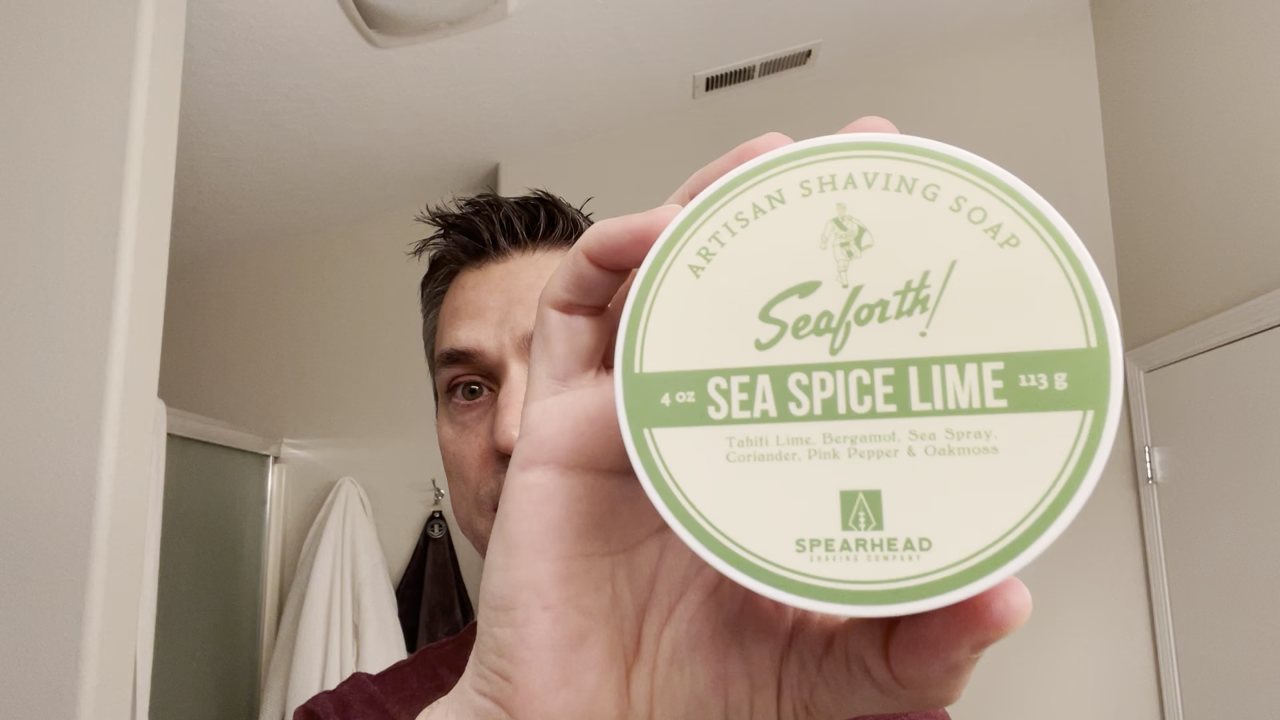 ARTISAN SHAVING SOAP
Seaforth!
4 oz SEA SPICE LIME 113 g
Tahiti Lime, Bergamot, Sea Spray,
Coriander, Pink Pepper & Oakmoss
SPEARHEAD
SHAVING COMPANY